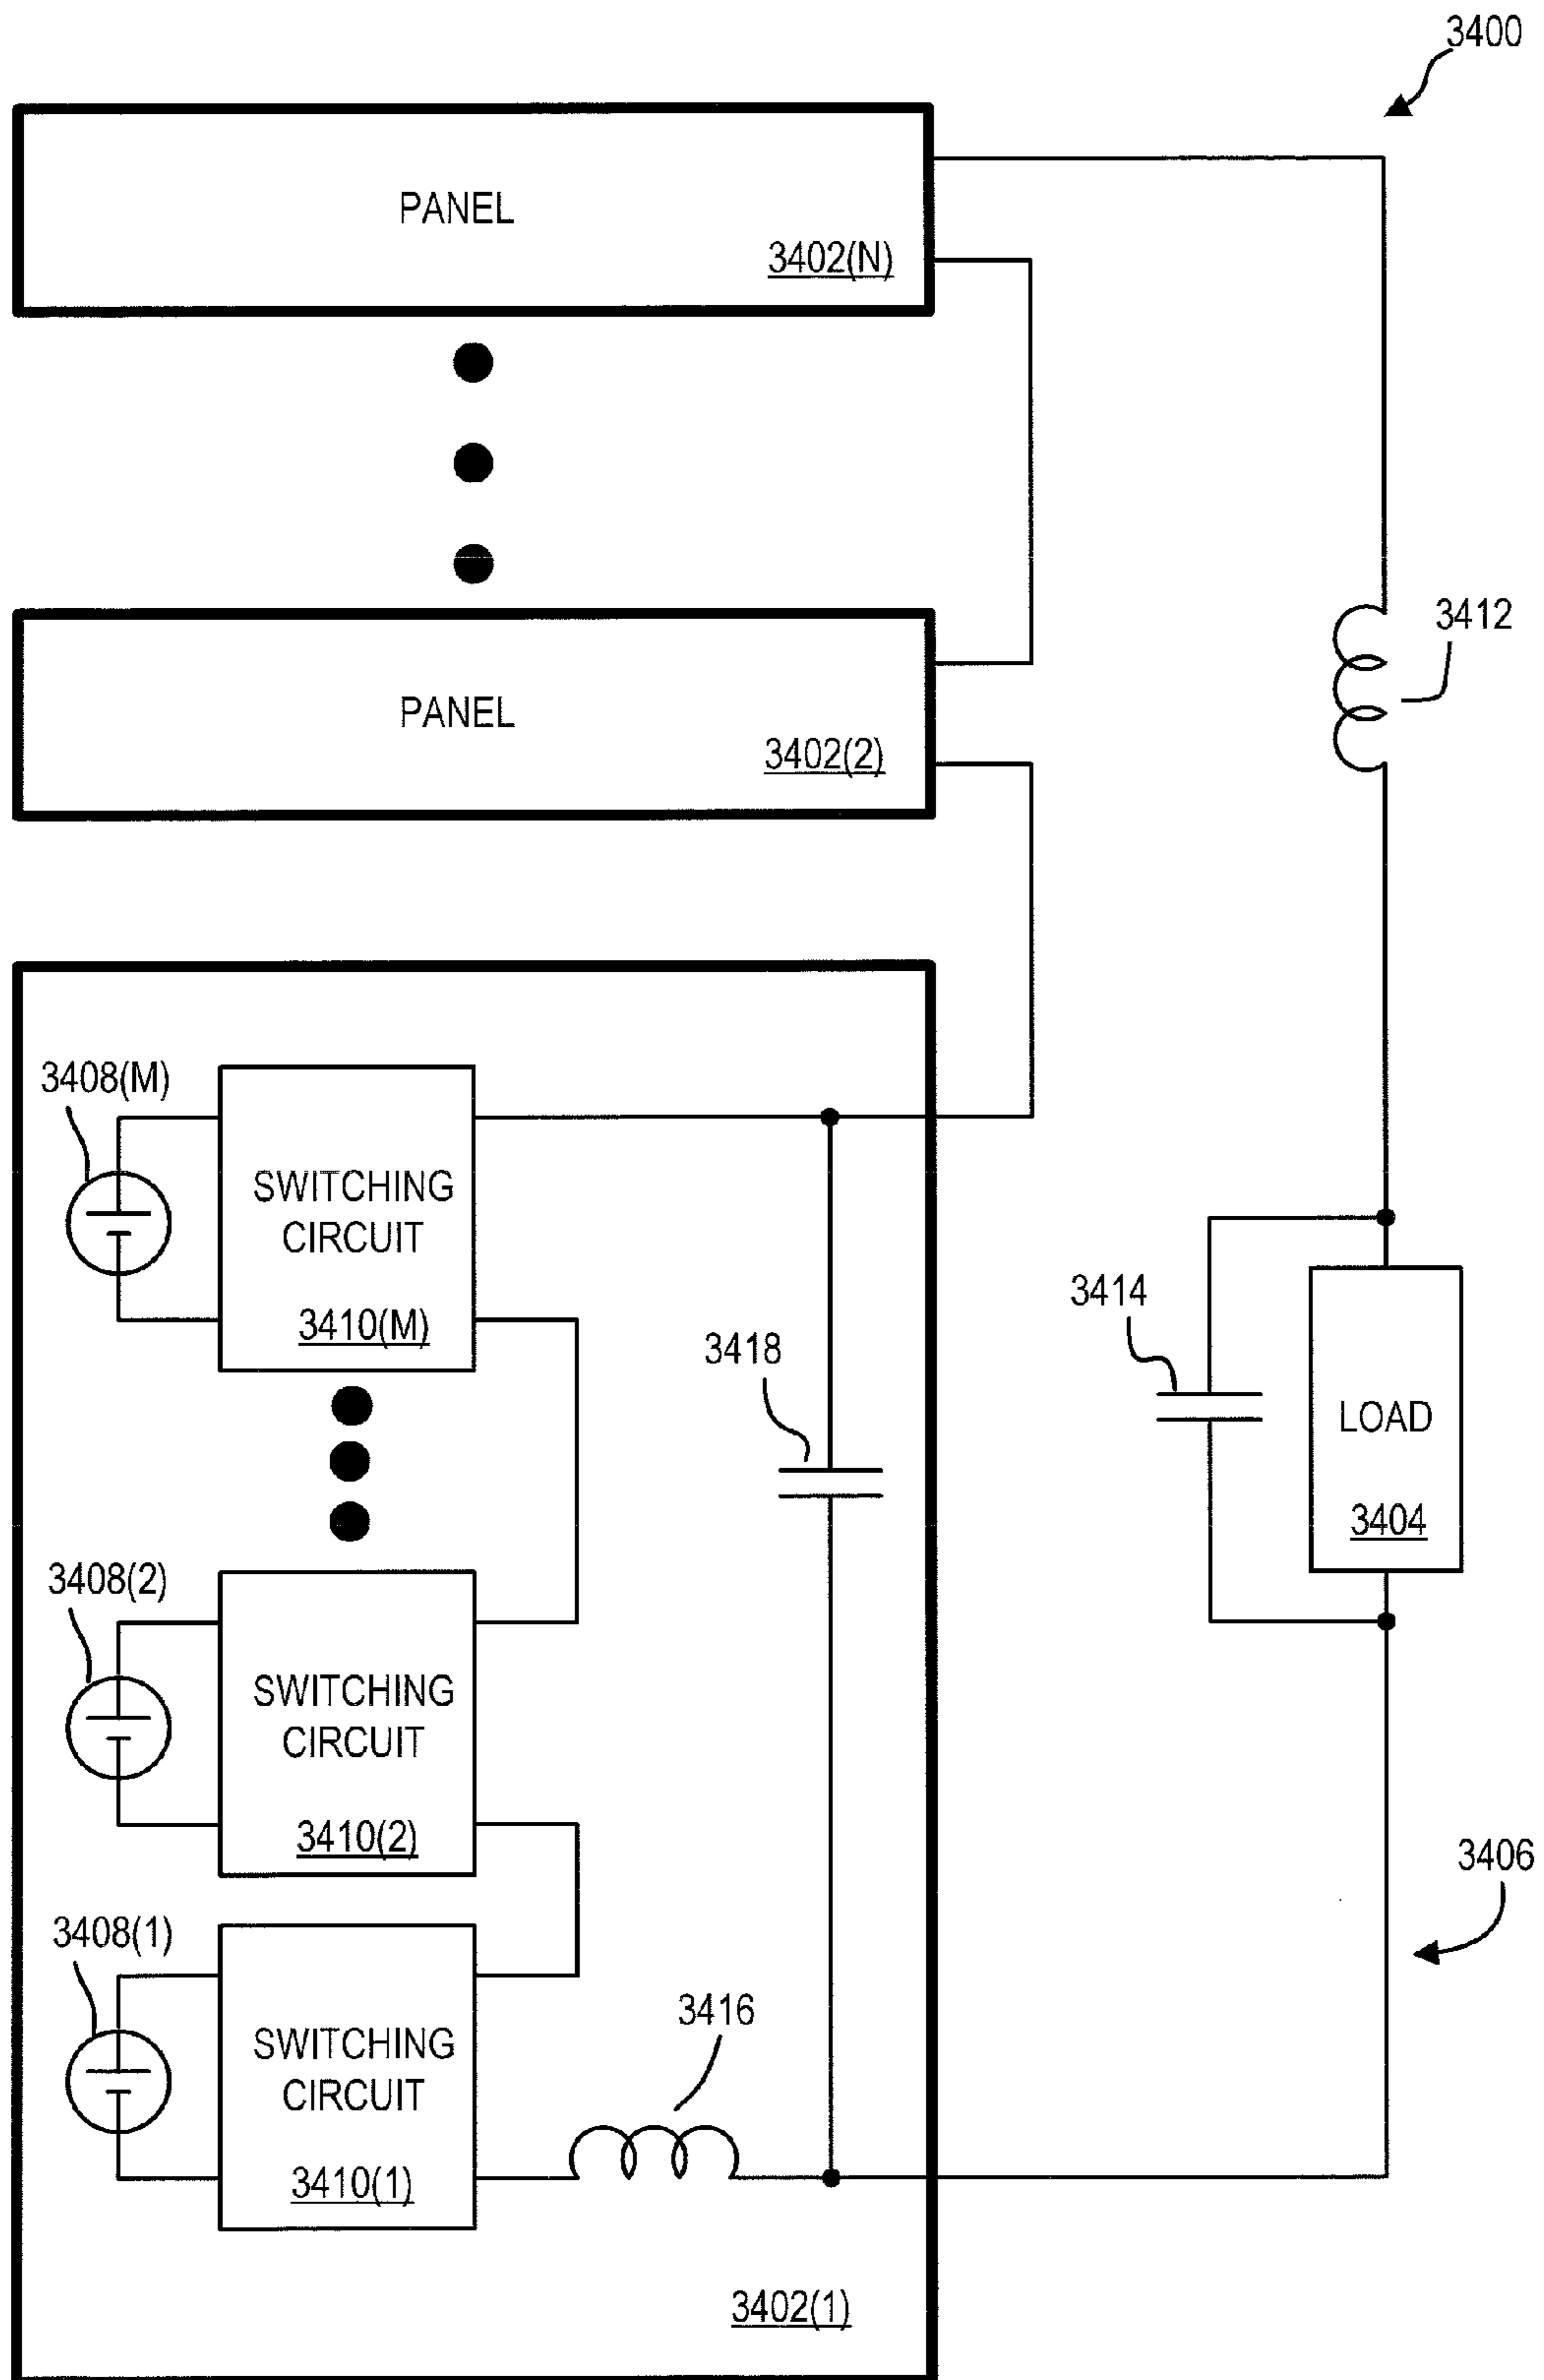 3400
PANEL
3402(N)
3412
PANEL
3402(2)
3408(M)
SWITCHING
CIRCUIT
3410(M)
3418
3414
LOAD
3404
3408(2)
SWITCHING
CIRCUIT
3410(2)
3406
3408(1)
SWITCHING
CIRCUIT
3410(1)
3416
3402(1)